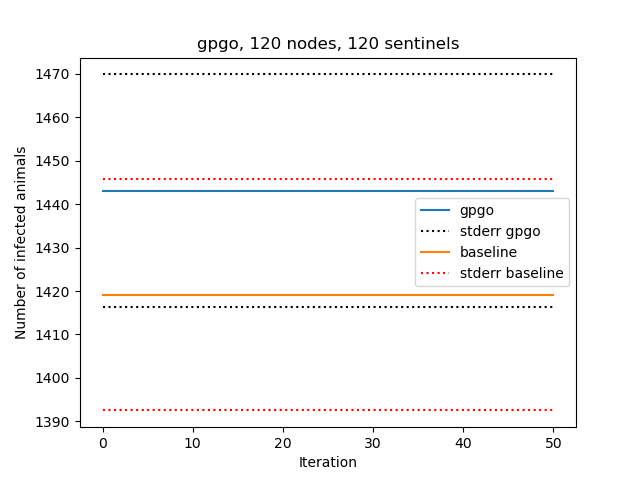 gpgo, 120 nodes, 120 sentinels
1470
1460
1450
1440
1430
1420
1410
1400
1390
Number of infected animals
gpgo
stderr gpgo
baseline
stderr baseline
0 10 20 30 40 50
Iteration